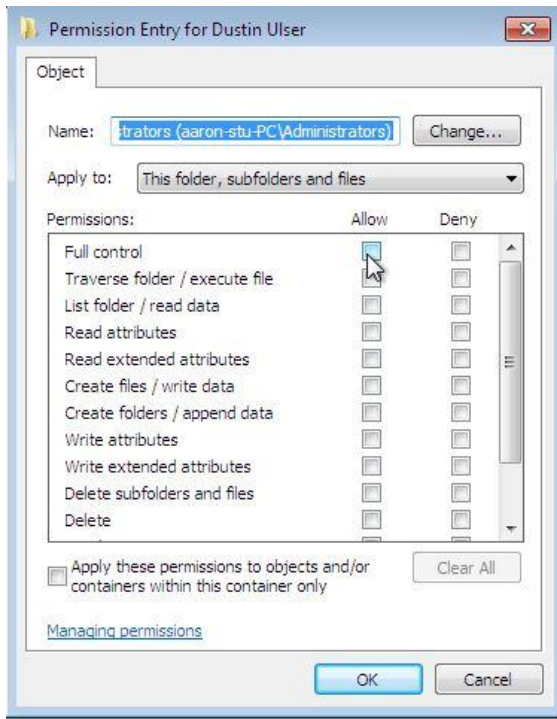 Permission Entry for Dustin Ulser
Object
Name: strators (aaron-stu-PC\Administrators) Change...
Apply to: This folder, subfolders and files
Permissions: Allow Deny
Full control
Traverse folder / execute file
List folder / read data
Read attributes
Read extended attributes
Create files / write data
Create folders / append data
Write attributes
Write extended attributes
Delete subfolders and files
Delete
Apply these permissions to objects and/or
containers within this container only
Clear All
Managing permissions
OK Cancel